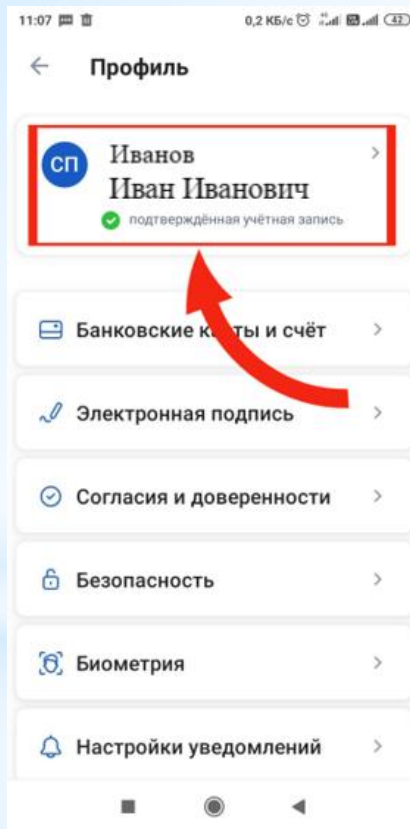 11:07 0,2 КБ/с 4G 42
Профиль
СП
Иванов
Иван Иванович
подтверждённая учётная запись
Банковские карты и счёт
Электронная подпись
Согласия и доверенности
Безопасность
Биометрия
Настройки уведомлений